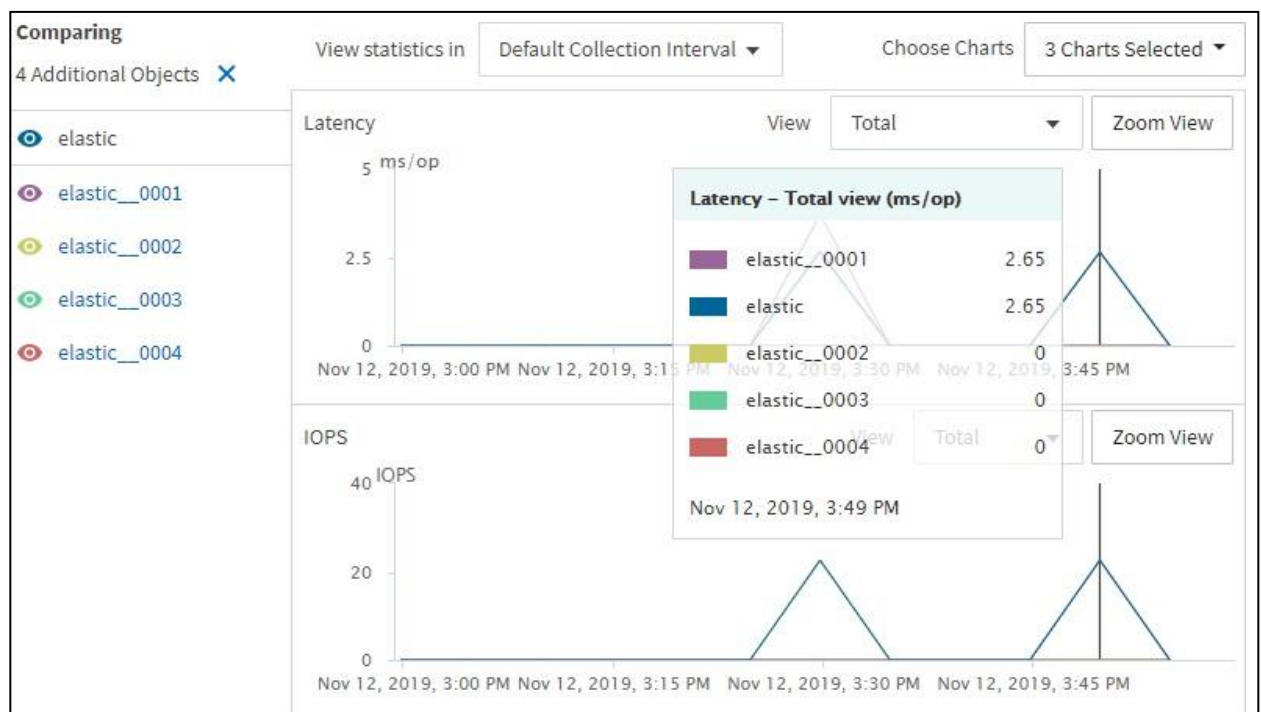 Comparing
4 Additional Objects
elastic
elastic__0001
elastic__0002
elastic__0003
elastic__0004
View statistics in Default Collection Interval Choose Charts 3 Charts Selected
Latency View Total Zoom View
5 ms/op
2.5
0
Nov 12, 2019, 3:00 PM Nov 12, 2019, 3:15 PM Nov 12, 2019, 3:30 PM Nov 12, 2019, 3:45 PM
Latency – Total view (ms/op)
elastic__0001 2.65
elastic 2.65
elastic__0002 0
elastic__0003 0
elastic__0004 0
Nov 12, 2019, 3:49 PM
IOPS View Total Zoom View
40 IOPS
20
0
Nov 12, 2019, 3:00 PM Nov 12, 2019, 3:15 PM Nov 12, 2019, 3:30 PM Nov 12, 2019, 3:45 PM